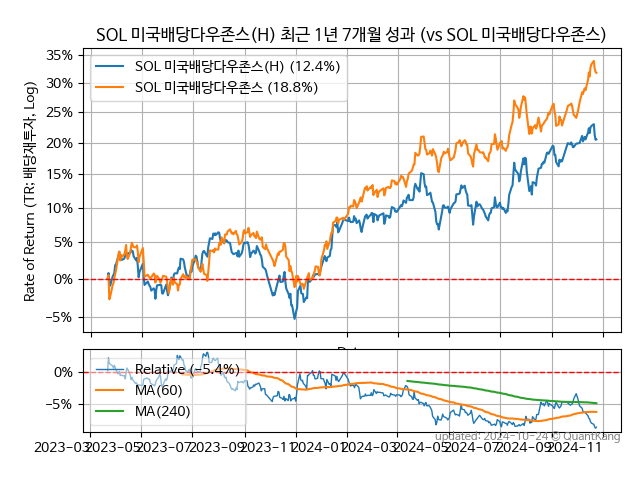 SOL 미국배당다우존스(H) 최근 1년 7개월 성과 (vs SOL 미국배당다우존스)
Rate of Return (TR: 배당재투자, Log)
35%
30%
25%
20%
15%
10%
5%
0%
−5%
SOL 미국배당다우존스(H) (12.4%)
SOL 미국배당다우존스 (18.8%)
0%
−5%
Relative (−5.4%)
MA(60)
MA(240)
updated: 2024-10-24 © QuantKang
2023-03 2023-05 2023-07 2023-09 2023-11 2024-01 2024-03 2024-05 2024-07 2024-09 2024-11